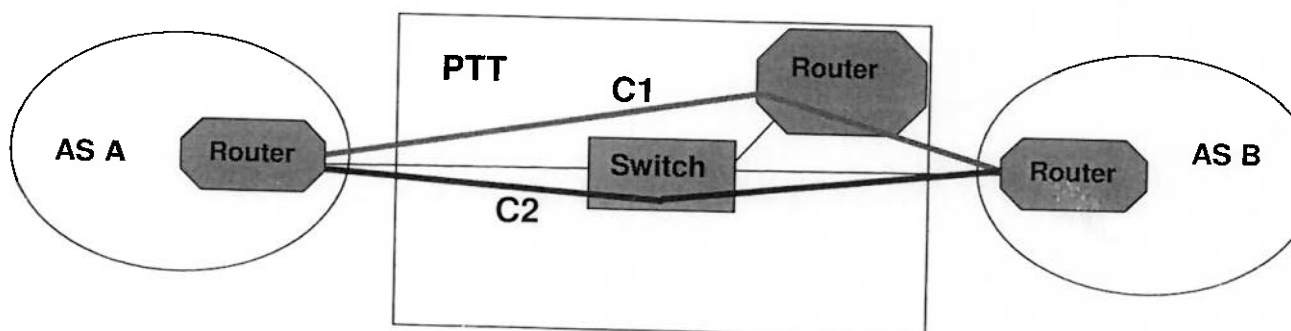 PTT
Router
C1
AS A
Router
Switch
Router
AS B
C2